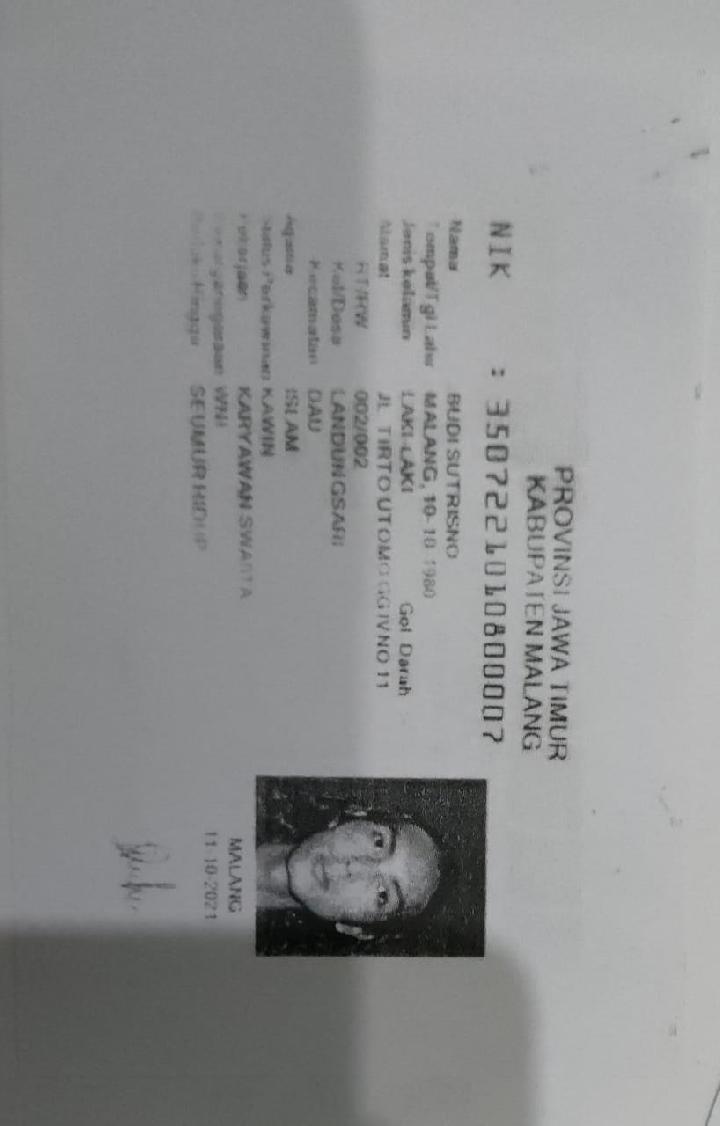 PROVINSI JAWA TIMUR
KABUPATEN MALANG
NIK : 3507221010800007
Nama BUDI SUTRISNO
Tempat/Tgl Lahir MALANG, 10-10-1980
Jenis kelamin LAKI-LAKI Gol Darah
Alamat JL TIRTO UTOMO GG IV NO 11
RT/RW 002/002
Kel/Desa LANDUNGSARI
Kecamatan DAU
Agama ISLAM
Status Perkawinan KAWIN
Pekerjaan KARYAWAN SWASTA
Kewarganegaraan WNI
Berlaku Hingga SEUMUR HIDUP
MALANG
11-10-2021